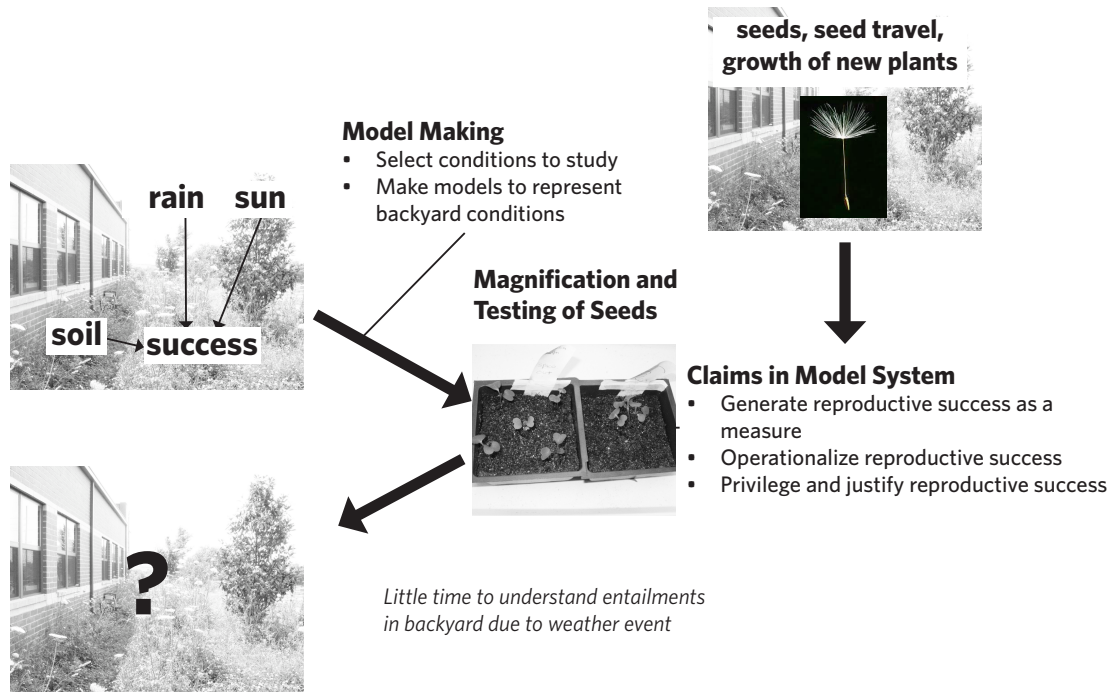 seeds, seed travel,
growth of new plants
Model Making
• Select conditions to study
• Make models to represent
backyard conditions
rain sun
soil
success
Magnification and
Testing of Seeds
Claims in Model System
• Generate reproductive success as a
measure
• Operationalize reproductive success
• Privilege and justify reproductive success
?
Little time to understand entailments
in backyard due to weather event